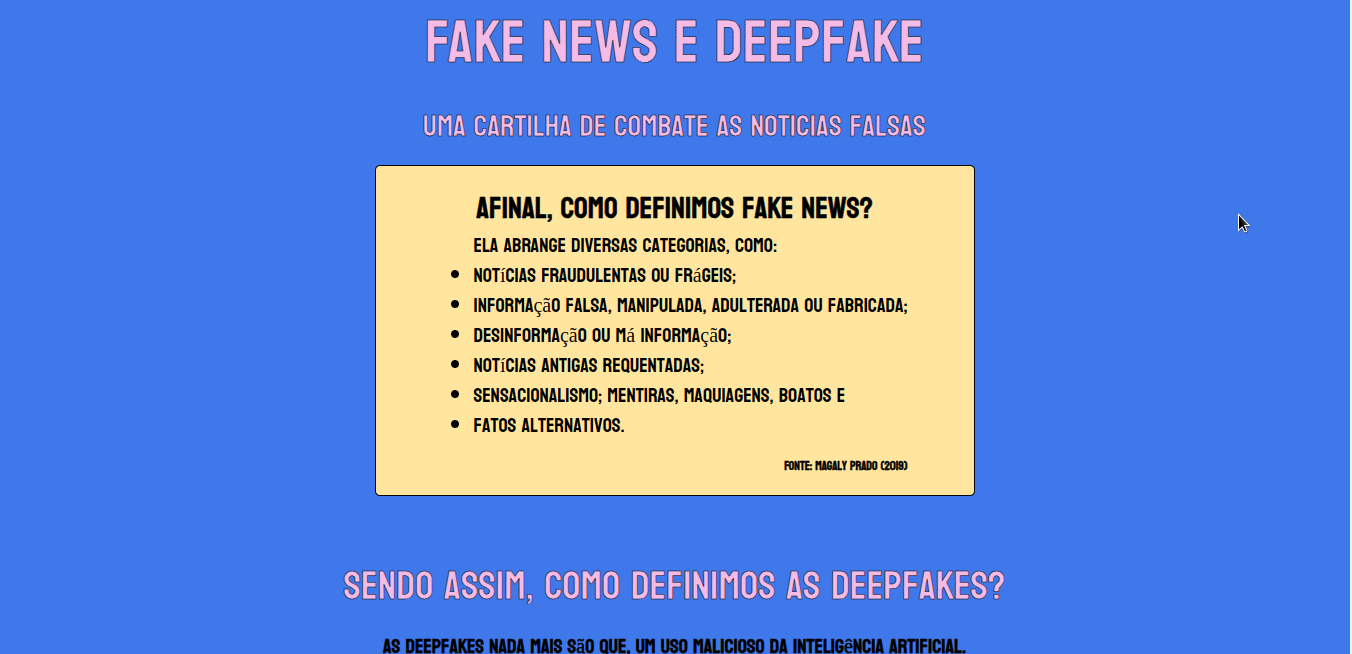 FAKE NEWS E DEEPFAKE
UMA CARTILHA DE COMBATE AS NOTICIAS FALSAS
AFINAL, COMO DEFINIMOS FAKE NEWS?
ELA ABRANGE DIVERSAS CATEGORIAS, COMO:
• NOTíCIAS FRAUDULENTAS OU FRáGEIS;
• INFORMAçãO FALSA, MANIPULADA, ADULTERADA OU FABRICADA;
• DESINFORMAçãO OU Má INFORMAçãO;
• NOTíCIAS ANTIGAS REQUENTADAS;
• SENSACIONALISMO; MENTIRAS, MAQUIAGENS, BOATOS E
• FATOS ALTERNATIVOS.
FONTE: MAGALY PRADO (2019)
SENDO ASSIM, COMO DEFINIMOS AS DEEPFAKES?
AS DEEPFAKES NADA MAIS SãO QUE, UM USO MALICIOSO DA INTELIGêNCIA ARTIFICIAL.